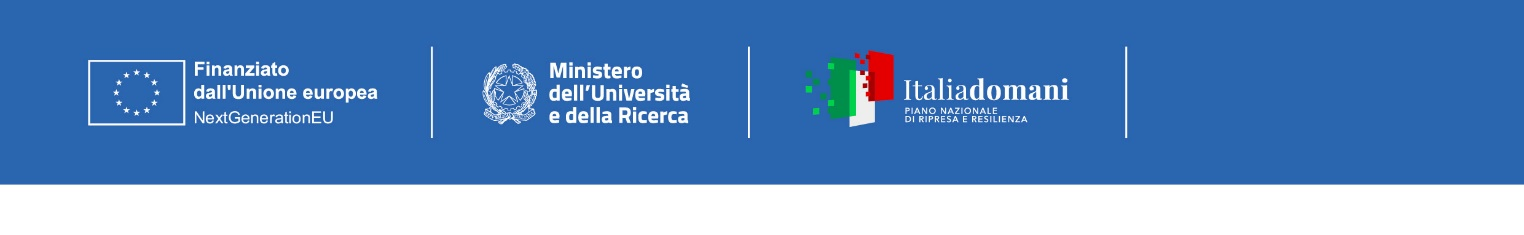 Finanziato
dall'Unione europea
NextGenerationEU
Ministero
dell'Università
e della Ricerca
Italiadomani
PIANO NAZIONALE
DI RIPRESA E RESILIENZA